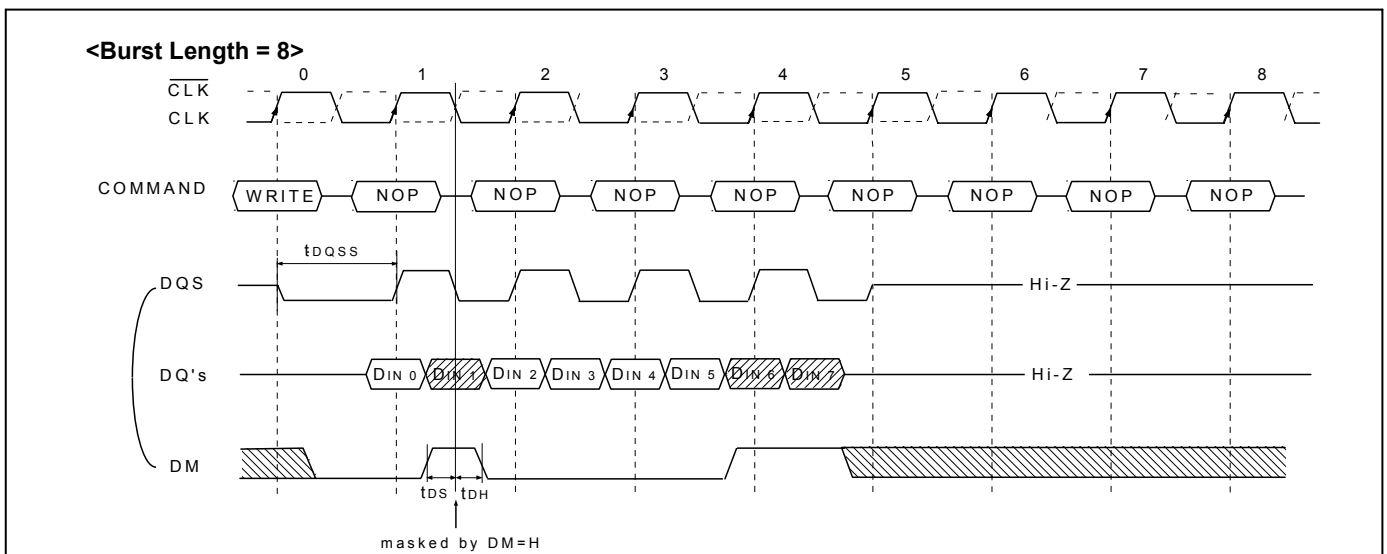 <Burst Length = 8>
0 1 2 3 4 5 6 7 8
CLK
CLK
COMMAND WRITE NOP NOP NOP NOP NOP NOP NOP NOP
tDQSS
DQS Hi-Z
DQ's DIN 0 DIN 1 DIN 2 DIN 3 DIN 4 DIN 5 DIN 6 DIN 7 Hi-Z
DM
tDS tDH
masked by DM=H